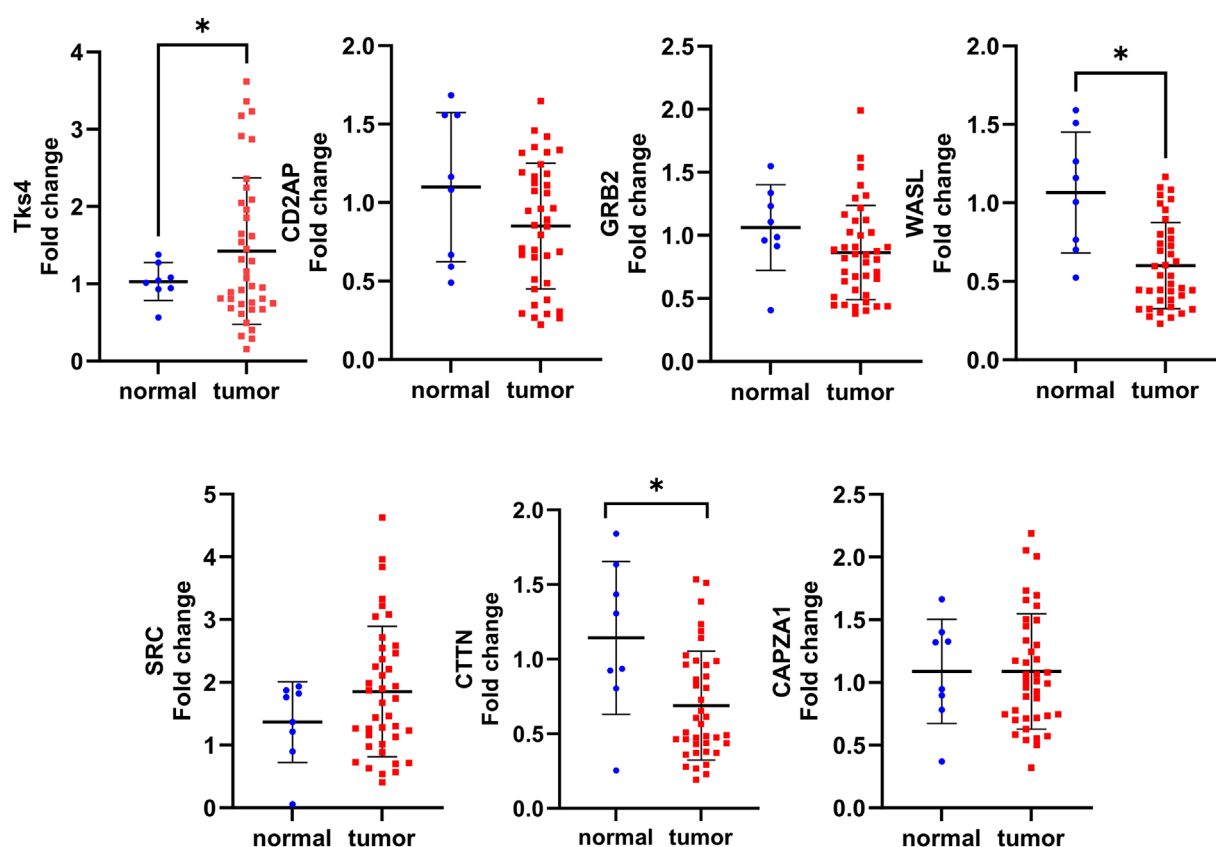 *
Tks4
Fold change
4
3
2
1
0
normal tumor
CD2AP
Fold change
2.0
1.5
1.0
0.5
0.0
normal tumor
GRB2
Fold change
2.5
2.0
1.5
1.0
0.5
0.0
normal tumor
*
WASL
Fold change
2.0
1.5
1.0
0.5
0.0
normal tumor
SRC
Fold change
5
4
3
2
1
0
normal tumor
*
CTTN
Fold change
2.0
1.5
1.0
0.5
0.0
normal tumor
CAPZA1
Fold change
2.5
2.0
1.5
1.0
0.5
0.0
normal tumor